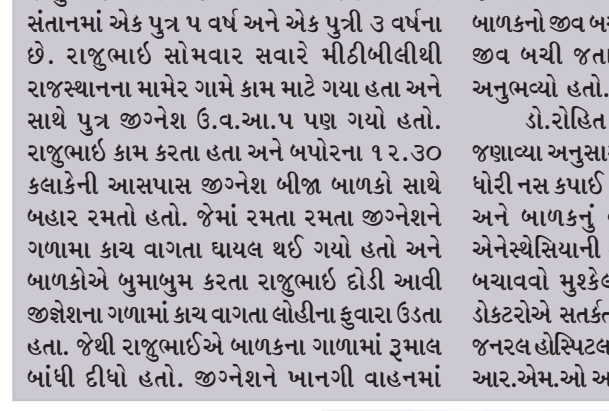 સંતાનમાં એક પુત્ર ૫ વર્ષ અને એક પુત્રી ૩ વર્ષના
છે. રાજુભાઇ સોમવાર સવારે મીઠીબીલીથી
રાજસ્થાનના મામેર ગામે કામ માટે ગયા હતા અને
સાથે પુત્ર જીગ્નેશ ઉ.વ.આ.૫ પણ ગયો હતો.
રાજુભાઇ કામ કરતા હતા અને બપોરના ૧૨.૩૦
કલાકેની આસપાસ જીગ્નેશ બીજા બાળકો સાથે
બહાર રમતો હતો. જેમાં રમતા રમતા જીગ્નેશને
ગળામા કાચ વાગતા ઘાયલ થઈ ગયો હતો અને
બાળકોએ બુમાબુમ કરતા રાજુભાઇ દોડી આવી
જીજ્ઞેશના ગળામાં કાચ વાગતા લોહીના ફુવારા ઉડતા
હતા. જેથી રાજુભાઈએ બાળકના ગાળામાં રૂમાલ
બાંધી દીધો હતો. જીગ્નેશને ખાનગી વાહનમાં
બાળકનો જીવ
જીવ બચી જતા
અનુભવ્યો હતો.
ડો.રોહિત
જણાવ્યા અનુસાર
ધોરી નસ કપાઈ
અને બાળકનું
એનેસ્થેસિયાની
બચાવવો
ડોકટરોએ
જનરલ હોસ્પિટલ
આર.એમ.ઓ